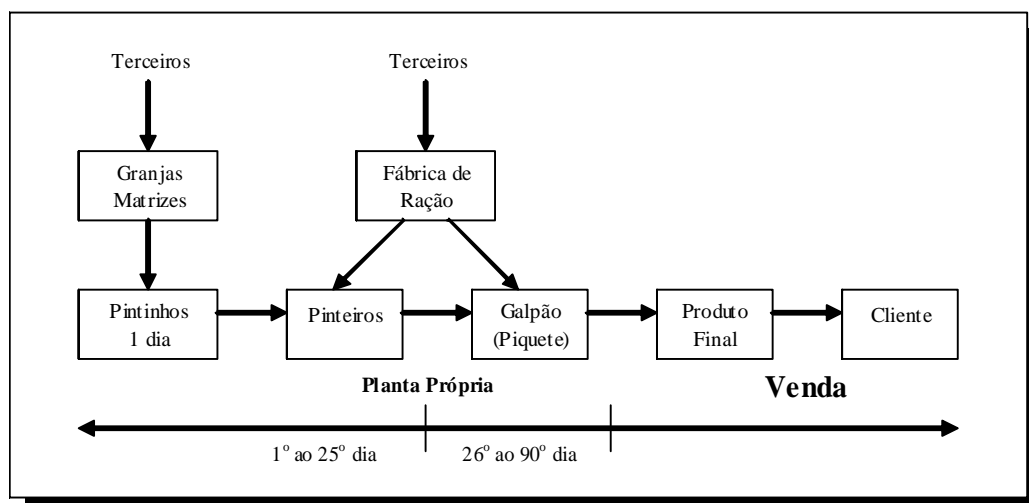 Terceiros
Terceiros
Granjas
Matrizes
Fábrica de
Ração
Pintinhos
1 dia
Pinteiros
Galpão
(Piquete)
Produto
Final
Cliente
Planta Própria
Venda
1º ao 25º dia
26º ao 90º dia